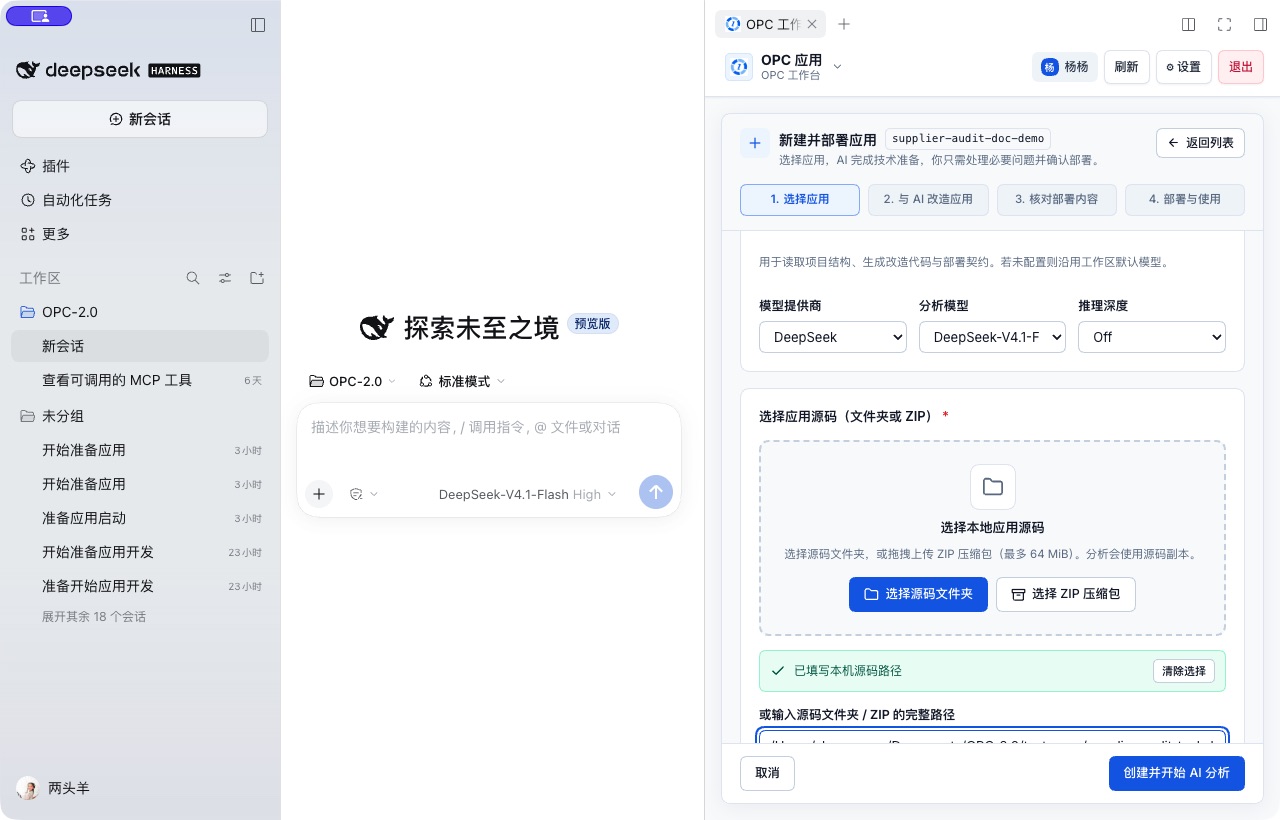 deepseek HARNESS
新会话
插件
自动化任务
更多
工作区
OPC-2.0
新会话
查看可调用的 MCP 工具 6天
未分组
开始准备应用 3小时
开始准备应用 3小时
准备应用启动 3小时
开始准备应用开发 23小时
准备开始应用开发 23小时
展开其余 18 个会话
两头羊
探索未至之境 预览版
OPC-2.0 标准模式
描述你想要构建的内容, / 调用指令, @ 文件或对话
DeepSeek-V4.1-Flash High
OPC 工作
OPC 应用
OPC 工作台
杨 杨杨 刷新 设置 退出
新建并部署应用 supplier-audit-doc-demo
选择应用，AI 完成技术准备，你只需处理必要问题并确认部署。
返回列表
1. 选择应用 2. 与 AI 改造应用 3. 核对部署内容 4. 部署与使用
用于读取项目结构、生成改造代码与部署契约。若未配置则沿用工作区默认模型。
模型提供商 分析模型 推理深度
DeepSeek DeepSeek-V4.1-F Off
选择应用源码（文件夹或 ZIP） *
选择本地应用源码
选择源码文件夹，或拖拽上传 ZIP 压缩包（最多 64 MiB）。分析会使用源码副本。
选择源码文件夹 选择 ZIP 压缩包
已填写本机源码路径 清除选择
或输入源码文件夹 / ZIP 的完整路径
取消 创建并开始 AI 分析